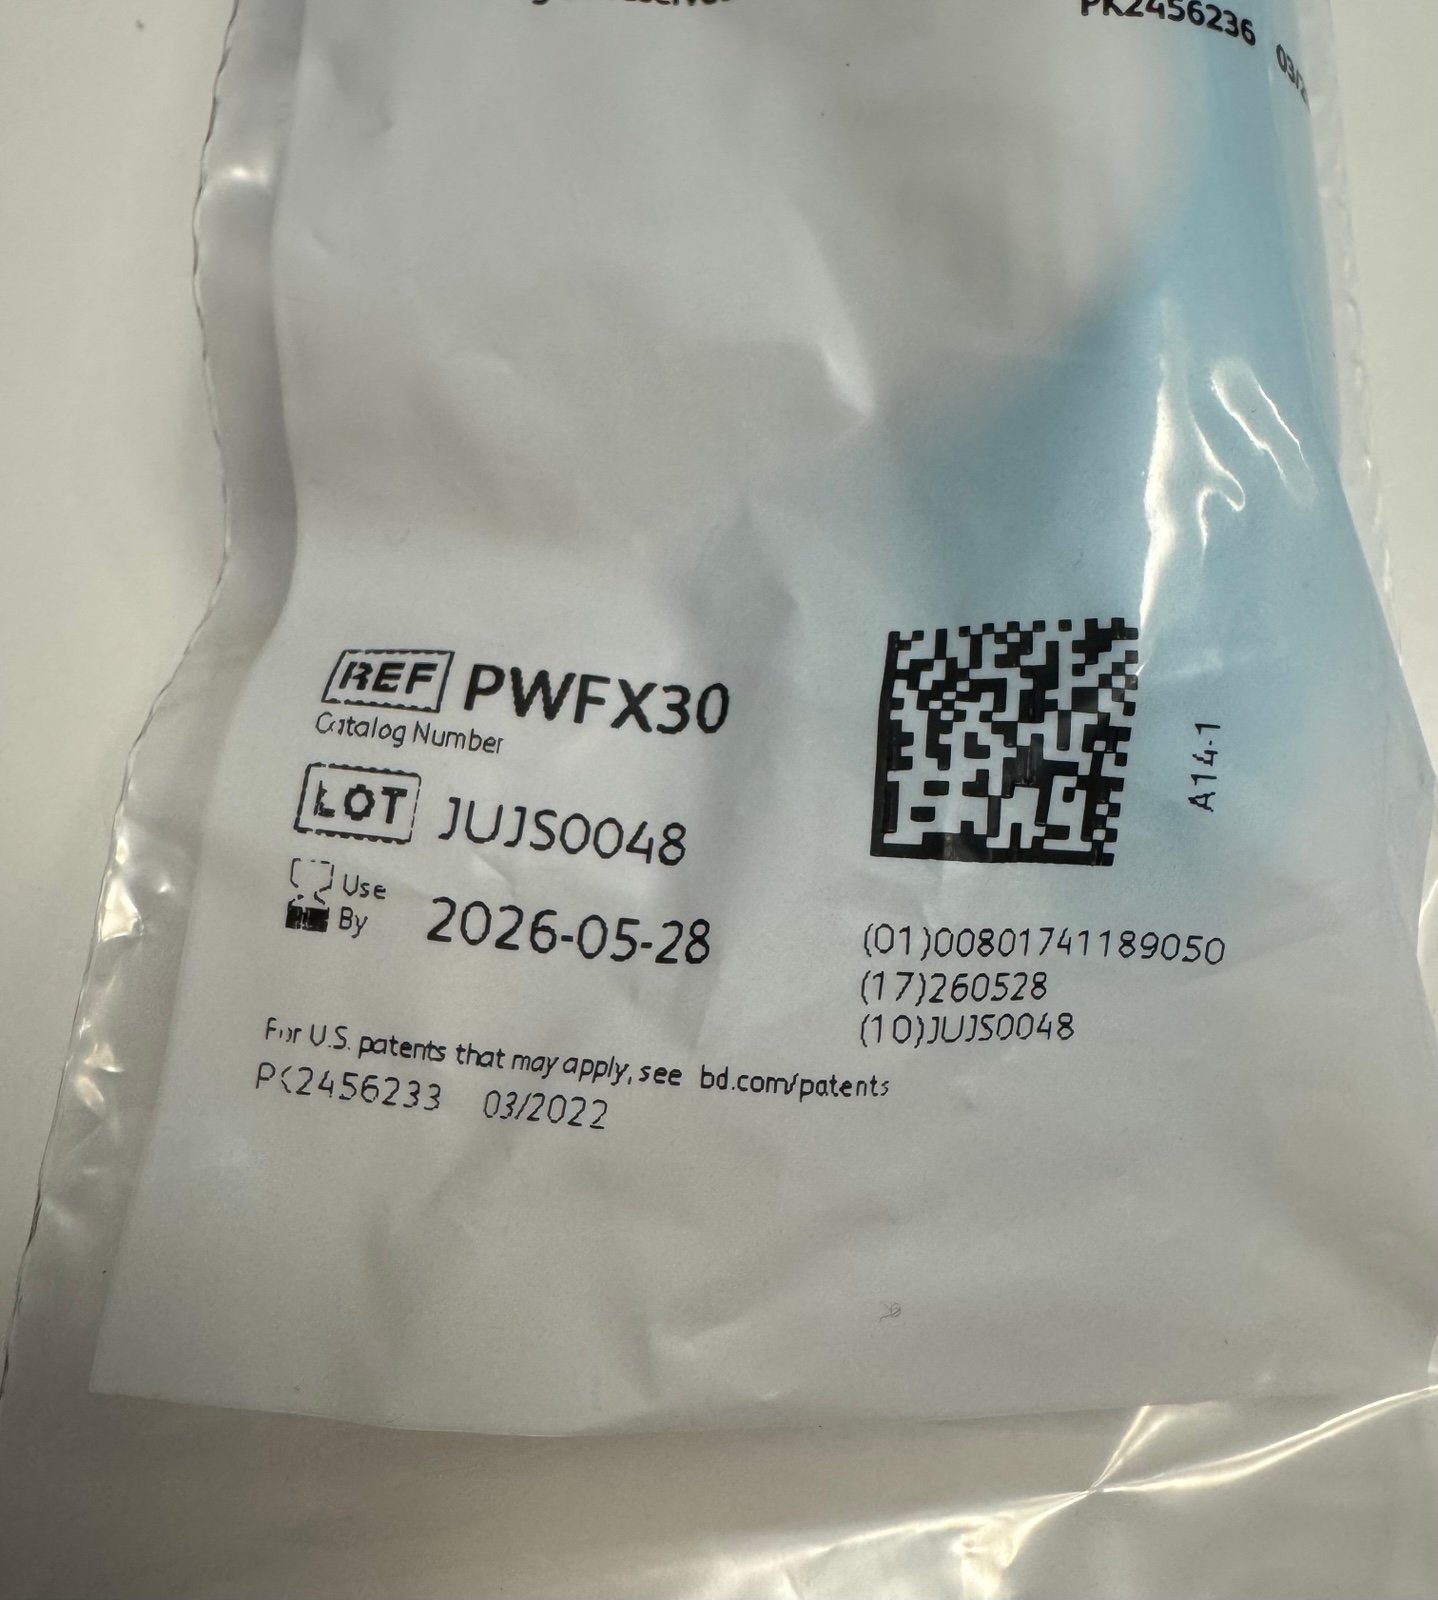 PK2456236
REF PWFX30
Catalog Number
LOT JUJS0048
Use
By 2026-05-28
A14-1
(01)00801741189050
(17)260528
(10)JUJS0048
For U.S. patents that may apply, see bd.com/patents
PK2456233 03/2022